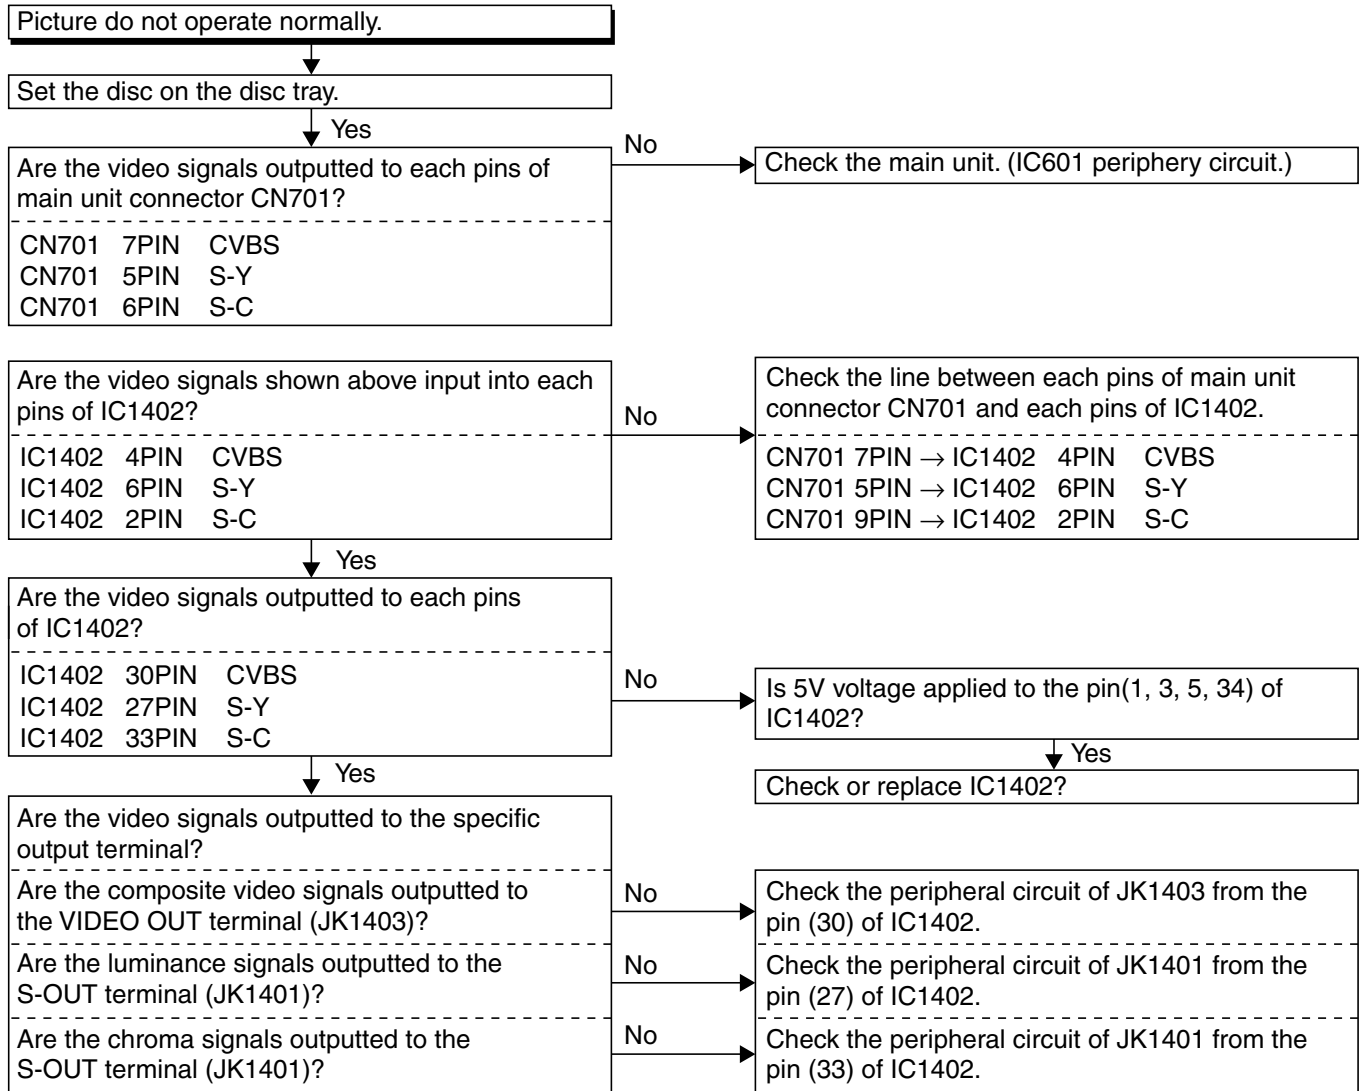 Picture do not operate normally.
Set the disc on the disc tray.
Yes
Are the video signals outputted to each pins of
main unit connector CN701?
CN701 7PIN CVBS
CN701 5PIN S-Y
CN701 6PIN S-C
No
Check the main unit. (IC601 periphery circuit.)
Are the video signals shown above input into each
pins of IC1402?
IC1402 4PIN CVBS
IC1402 6PIN S-Y
IC1402 2PIN S-C
No
Check the line between each pins of main unit
connector CN701 and each pins of IC1402.
CN701 7PIN → IC1402 4PIN CVBS
CN701 5PIN → IC1402 6PIN S-Y
CN701 9PIN → IC1402 2PIN S-C
Yes
Are the video signals outputted to each pins
of IC1402?
IC1402 30PIN CVBS
IC1402 27PIN S-Y
IC1402 33PIN S-C
No
Is 5V voltage applied to the pin(1, 3, 5, 34) of
IC1402?
Yes
Check or replace IC1402?
Yes
Are the video signals outputted to the specific
output terminal?
Are the composite video signals outputted to
the VIDEO OUT terminal (JK1403)?
No
Check the peripheral circuit of JK1403 from the
pin (30) of IC1402.
Are the luminance signals outputted to the
S-OUT terminal (JK1401)?
No
Check the peripheral circuit of JK1401 from the
pin (27) of IC1402.
Are the chroma signals outputted to the
S-OUT terminal (JK1401)?
No
Check the peripheral circuit of JK1401 from the
pin (33) of IC1402.